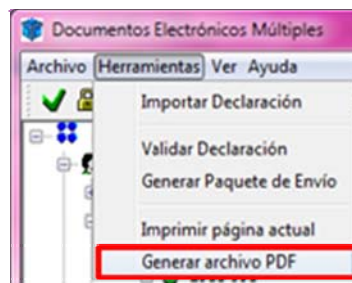 Documentos Electrónicos Múltiples
Archivo Herramientas Ver Ayuda
Importar Declaración
Validar Declaración
Generar Paquete de Envío
Imprimir página actual
Generar archivo PDF